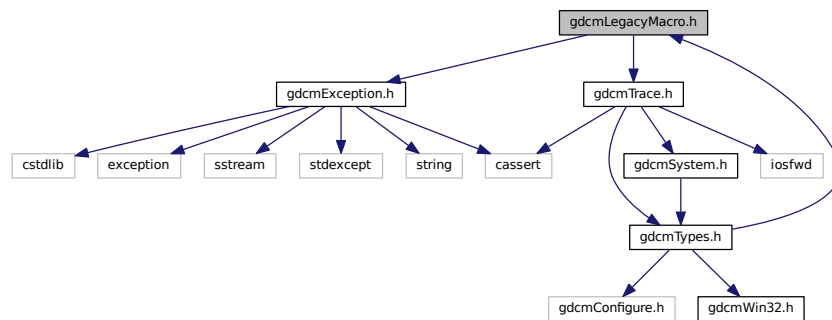 gdcmLegacyMacro.h
gdcmException.h
gdcmTrace.h
cstdlib
exception
sstream
stdexcept
string
cassert
gdcmSystem.h
iosfwd
gdcmTypes.h
gdcmConfigure.h
gdcmWin32.h